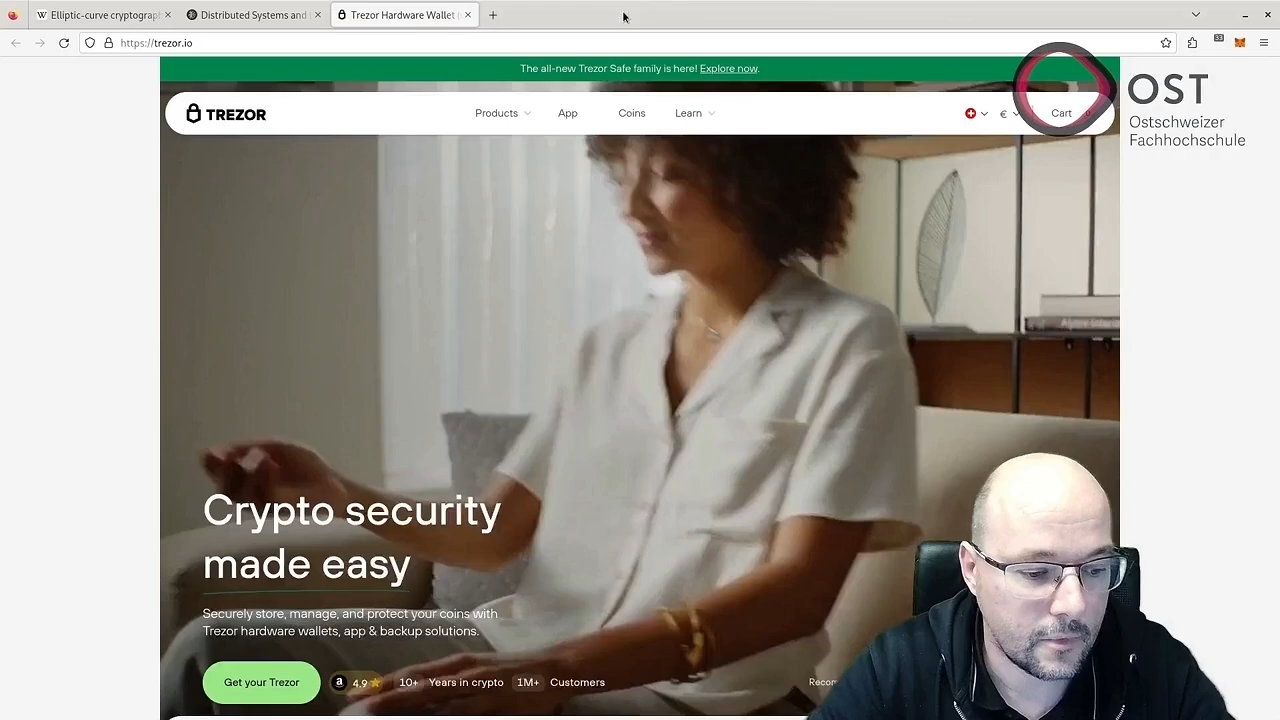 Elliptic-curve cryptograph
Distributed Systems and
Trezor Hardware Wallet
https://trezor.io
33
The all-new Trezor Safe family is here! Explore now.
TREZOR
Products
App
Coins
Learn
€
Cart
OST
Ostschweizer
Fachhochschule
Crypto security
made easy
Securely store, manage, and protect your coins with
Trezor hardware wallets, app & backup solutions.
Get your Trezor
a 4.9
10+ Years in crypto
1M+ Customers
Recom